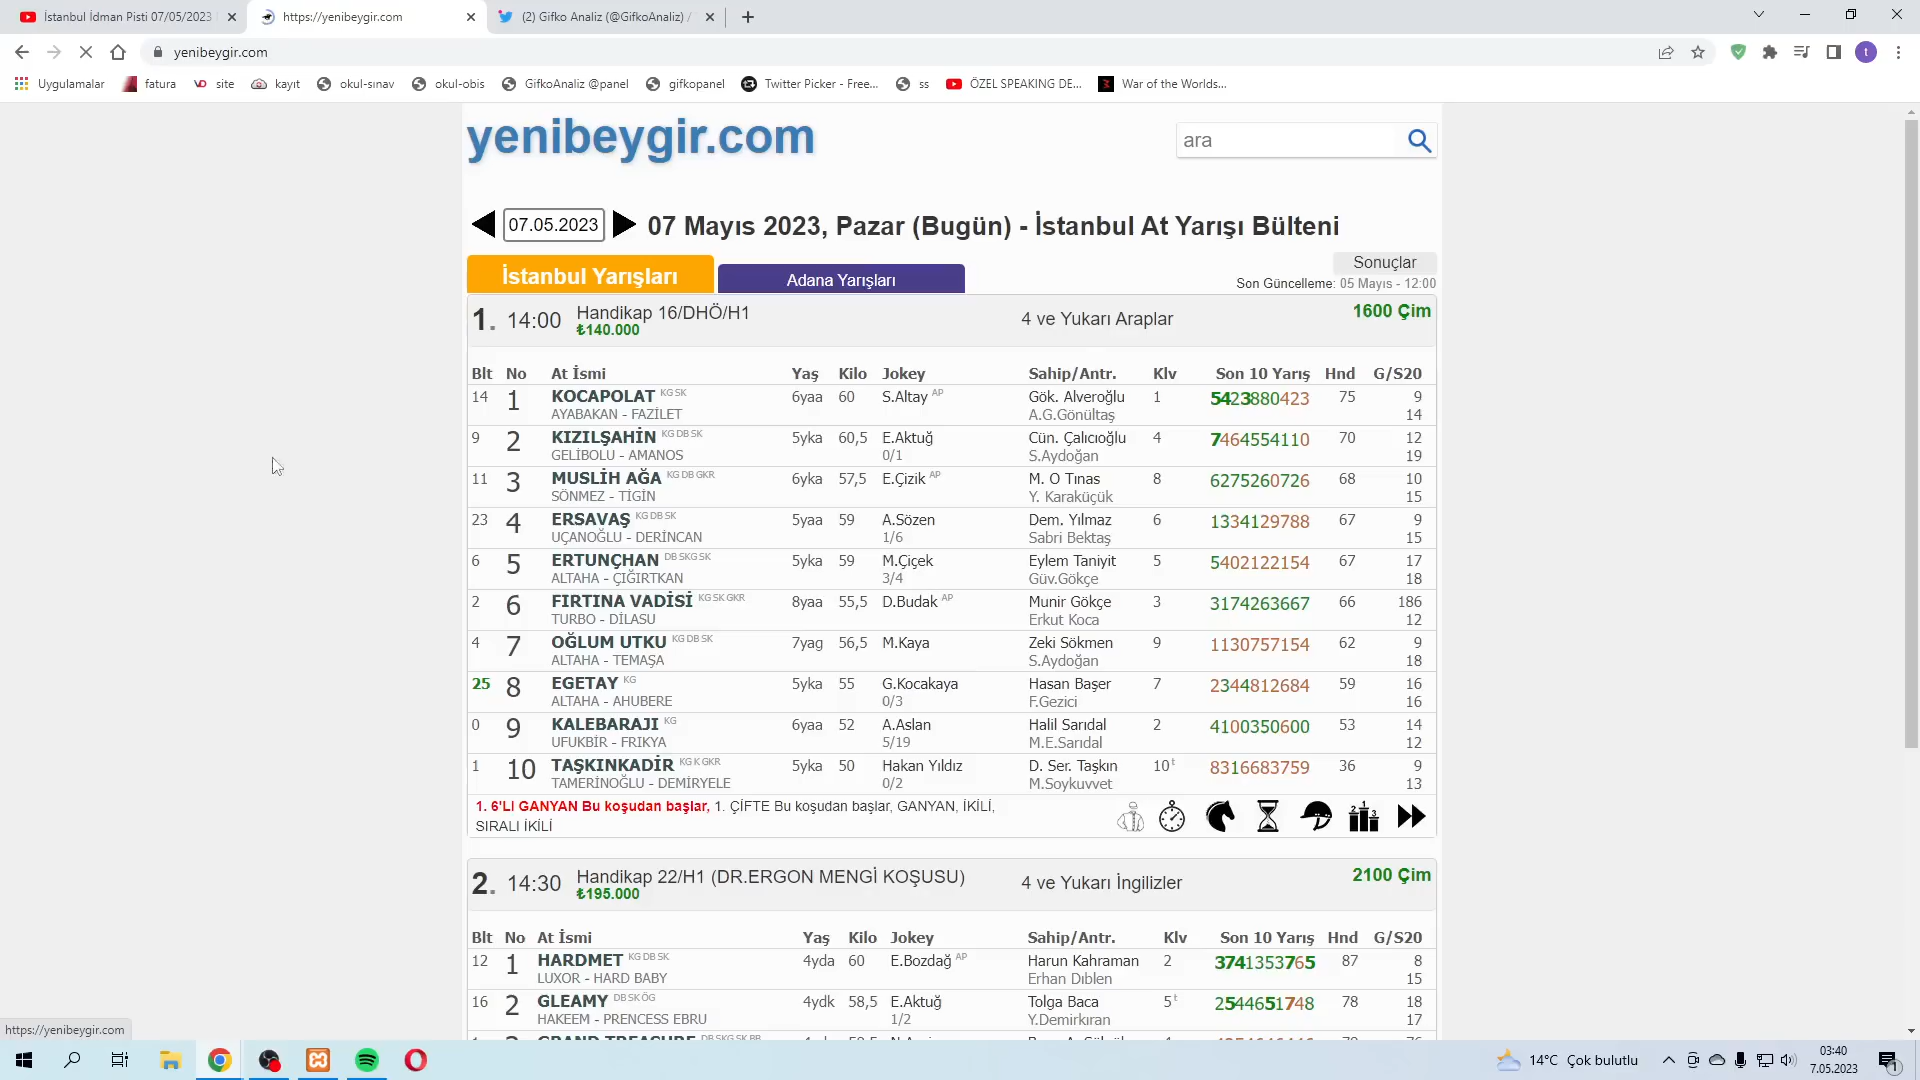 İstanbul İdman Pisti 07/05/2023
https://yenibeygir.com
(2) Gifko Analiz (@GifkoAnaliz) /
yenibeygir.com
Uygulamalar fatura site kayıt okul-sınav okul-obis GifkoAnaliz @panel gifkopanel Twitter Picker - Free... ss ÖZEL SPEAKING DE... War of the Worlds...
yenibeygir.com
ara
07.05.2023 07 Mayıs 2023, Pazar (Bugün) - İstanbul At Yarışı Bülteni
İstanbul Yarışları Adana Yarışları Sonuçlar
Son Güncelleme: 05 Mayıs - 12:00
1. 14:00 Handikap 16/DHÖ/H1 4 ve Yukarı Araplar 1600 Çim
₺140.000
Blt No At İsmi Yaş Kilo Jokey Sahip/Antr. Klv Son 10 Yarış Hnd G/S20
14 1 KOCAPOLAT KG SK 6yaa 60 S.Altay AP Gök. Alveroğlu 1 5423880423 75 9
AYABAKAN - FAZİLET A.G.Gönültaş 14
9 2 KIZILŞAHİN KG DB SK 5yka 60,5 E.Aktuğ Cün. Çalıcıoğlu 4 7464554110 70 12
GELİBOLU - AMANOS 0/1 S.Aydoğan 19
11 3 MUSLİH AĞA KG DB GKR 6yka 57,5 E.Çizik AP M. O Tınas 8 6275260726 68 10
SÖNMEZ - TİGİN Y. Karaküçük 15
23 4 ERSAVAŞ KG DB SK 5yaa 59 A.Sözen Dem. Yılmaz 6 1334129788 67 9
UÇANOĞLU - DERİNCAN 1/6 Sabri Bektaş 15
6 5 ERTUNÇHAN DB SKG SK 5yka 59 M.Çiçek Eylem Taniyit 5 5402122154 67 17
ALTAHA - ÇIĞIRTKAN 3/4 Güv.Gökçe 18
2 6 FIRTINA VADİSİ KG SK GKR 8yaa 55,5 D.Budak AP Munir Gökçe 3 3174263667 66 186
TURBO - DİLASU Erkut Koca 12
4 7 OĞLUM UTKU KG DB SK 7yag 56,5 M.Kaya Zeki Sökmen 9 1130757154 62 9
ALTAHA - TEMAŞA S.Aydoğan 18
25 8 EGETAY KG 5yka 55 G.Kocakaya Hasan Başer 7 2344812684 59 16
ALTAHA - AHUBERE 0/3 F.Gezici 16
0 9 KALEBARAJI KG 6yaa 52 A.Aslan Halil Sarıdal 2 4100350600 53 14
UFUKBİR - FRIKYA 5/19 M.E.Sarıdal 12
1 10 TAŞKINKADİR KG K GKR 5yka 50 Hakan Yıldız D. Ser. Taşkın 10 t 8316683759 36 9
TAMERİNOĞLU - DEMİRYELE 0/2 M.Soykuvvet 13
1. 6'LI GANYAN Bu koşudan başlar, 1. ÇİFTE Bu koşudan başlar, GANYAN, İKİLİ,
SIRALI İKİLİ
2. 14:30 Handikap 22/H1 (DR.ERGON MENGİ KOŞUSU) 4 ve Yukarı İngilizler 2100 Çim
₺195.000
Blt No At İsmi Yaş Kilo Jokey Sahip/Antr. Klv Son 10 Yarış Hnd G/S20
12 1 HARDMET KG DB SK 4yda 60 E.Bozdağ AP Harun Kahraman 2 3741353765 87 8
LUXOR - HARD BABY Erhan Dıblen 15
16 2 GLEAMY DB SK ÖG 4ydk 58,5 E.Aktuğ Tolga Baca 5 t 2544651748 78 18
HAKEEM - PRENCESS EBRU 1/2 Y.Demirkıran 17
GRAND TREASURE
https://yenibeygir.com
14°C Çok bulutlu
03:40
7.05.2023